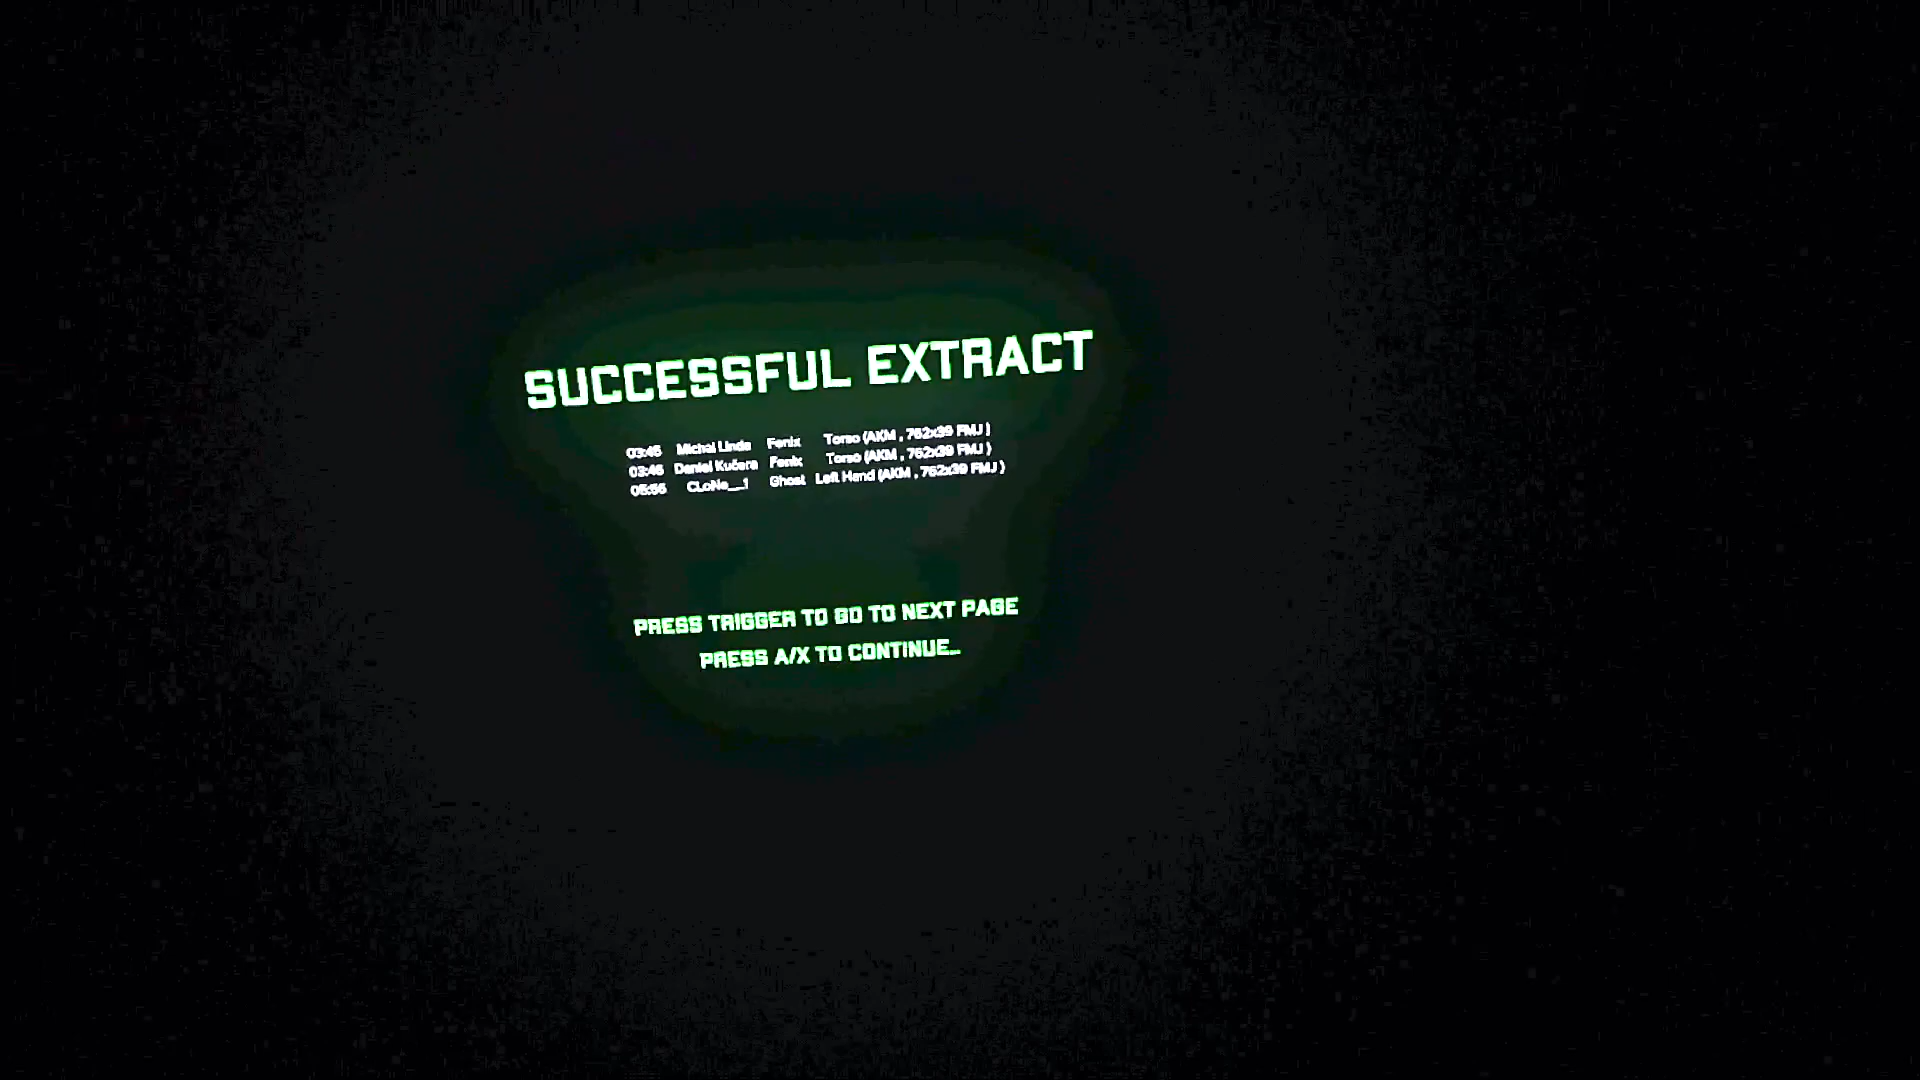 SUCCESSFUL EXTRACT
03:45 Michal Linda Fenix Torso (AKM , 762x39 FMJ )
03:46 Daniel Kučera Fenix Torso (AKM , 762x39 FMJ )
05:56 CLoNe__1 Ghost Left Hand (AKM , 762x39 FMJ )
PRESS TRIGGER TO GO TO NEXT PAGE
PRESS A/X TO CONTINUE...